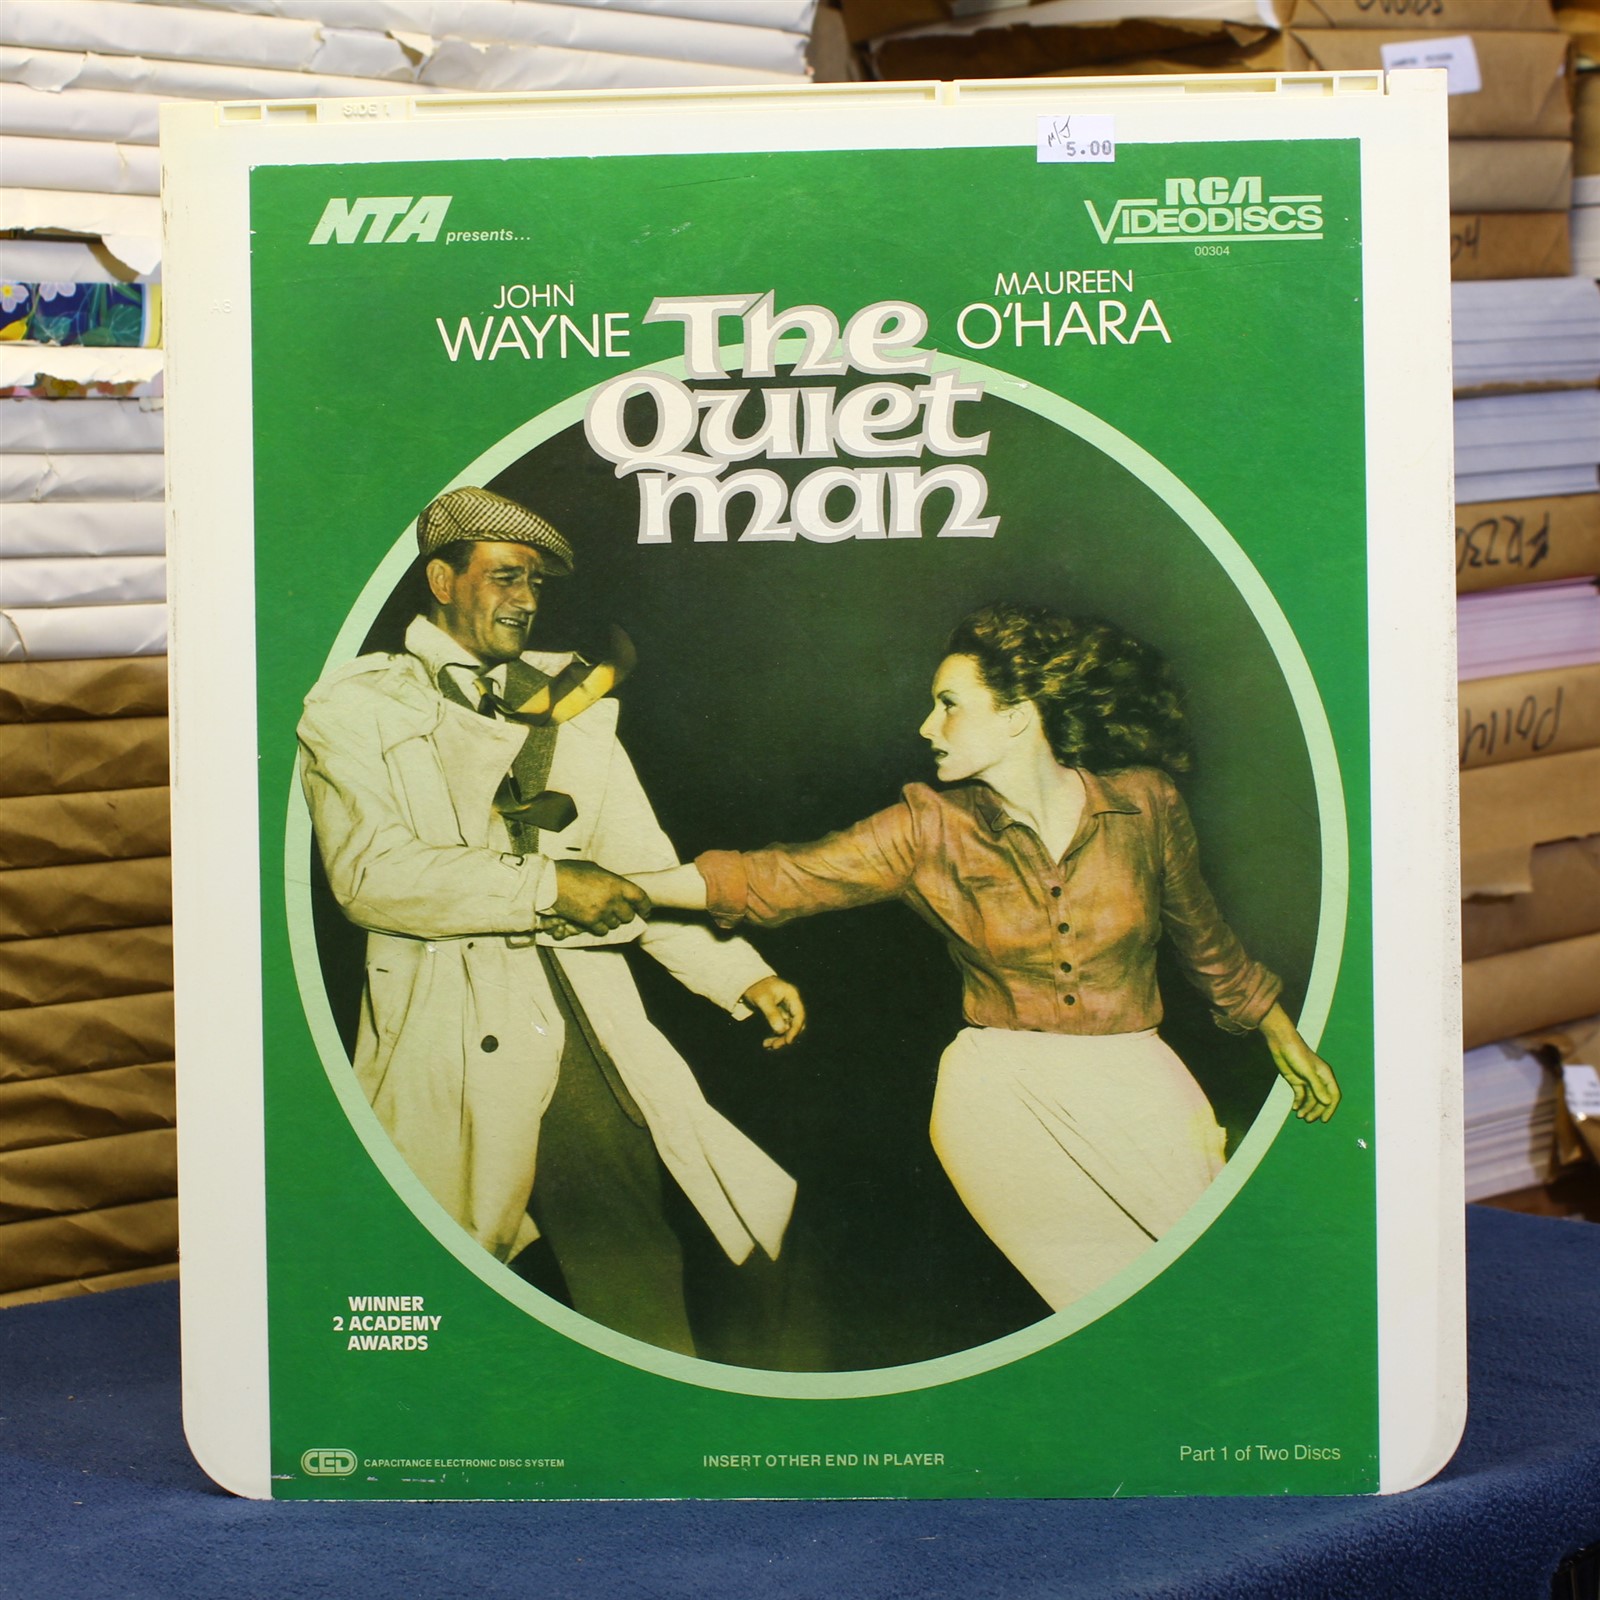 SIDE 1
M/J
5.00
NTA presents...
RCA
VIDEODISCS
00304
JOHN
WAYNE
MAUREEN
O'HARA
The
Quiet
man
WINNER
2 ACADEMY
AWARDS
CED CAPACITANCE ELECTRONIC DISC SYSTEM
INSERT OTHER END IN PLAYER
Part 1 of Two Discs
Polly